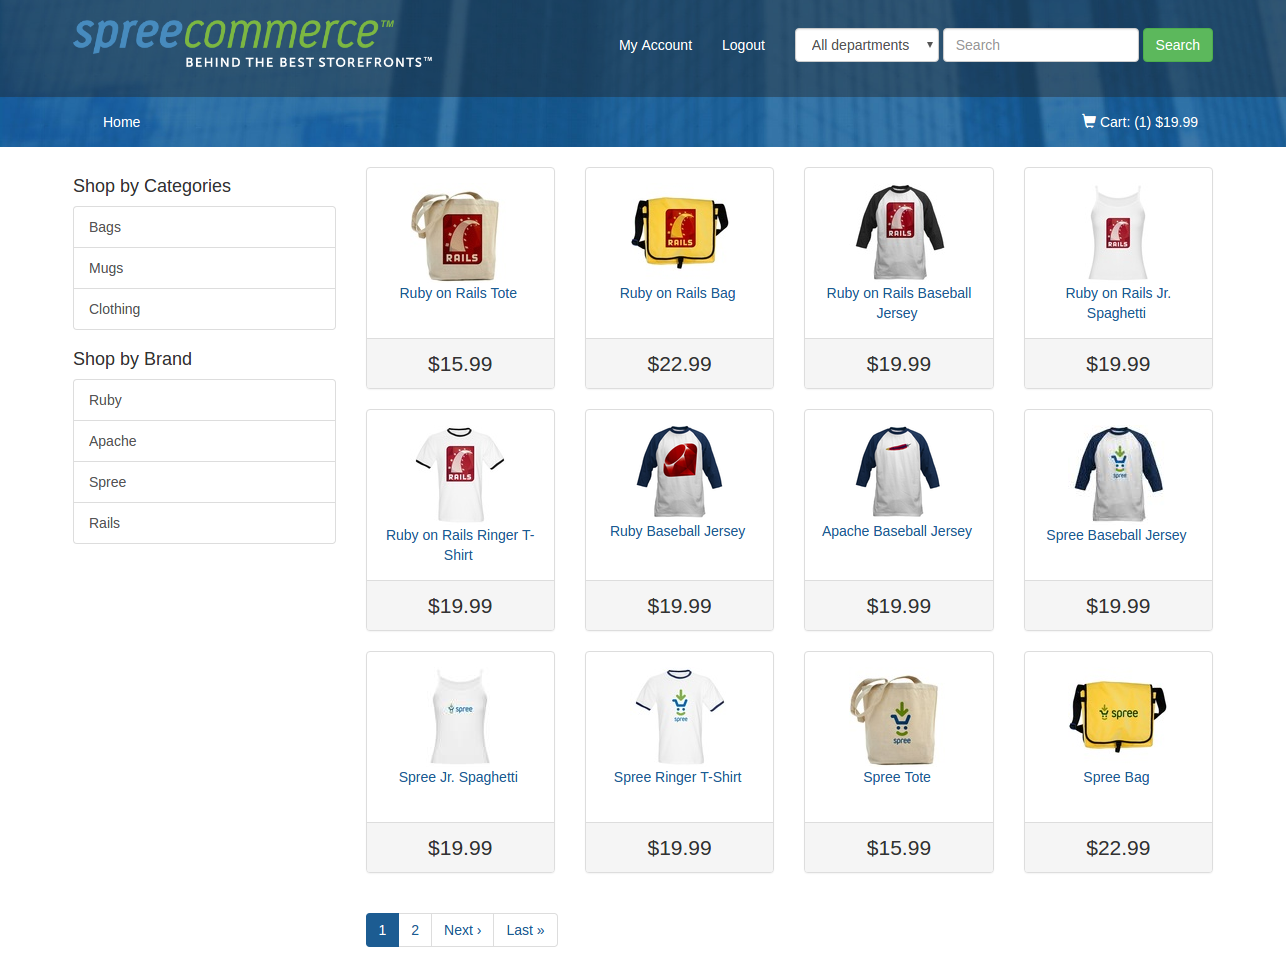 spreecommerce™
BEHIND THE BEST STOREFRONTS™
My Account
Logout
All departments
Search
Search
Home
Cart: (1) $19.99
Shop by Categories
Bags
Mugs
Clothing
Shop by Brand
Ruby
Apache
Spree
Rails
RAILS
Ruby on Rails Tote
$15.99
RAILS
Ruby on Rails Bag
$22.99
RAILS
Ruby on Rails Baseball
Jersey
$19.99
RAILS
Ruby on Rails Jr.
Spaghetti
$19.99
RAILS
Ruby on Rails Ringer T-
Shirt
$19.99
Ruby Baseball Jersey
$19.99
Apache Baseball Jersey
$19.99
spree
Spree Baseball Jersey
$19.99
spree
Spree Jr. Spaghetti
$19.99
spree
Spree Ringer T-Shirt
$19.99
spree
Spree Tote
$15.99
spree
Spree Bag
$22.99
1
2
Next ›
Last »